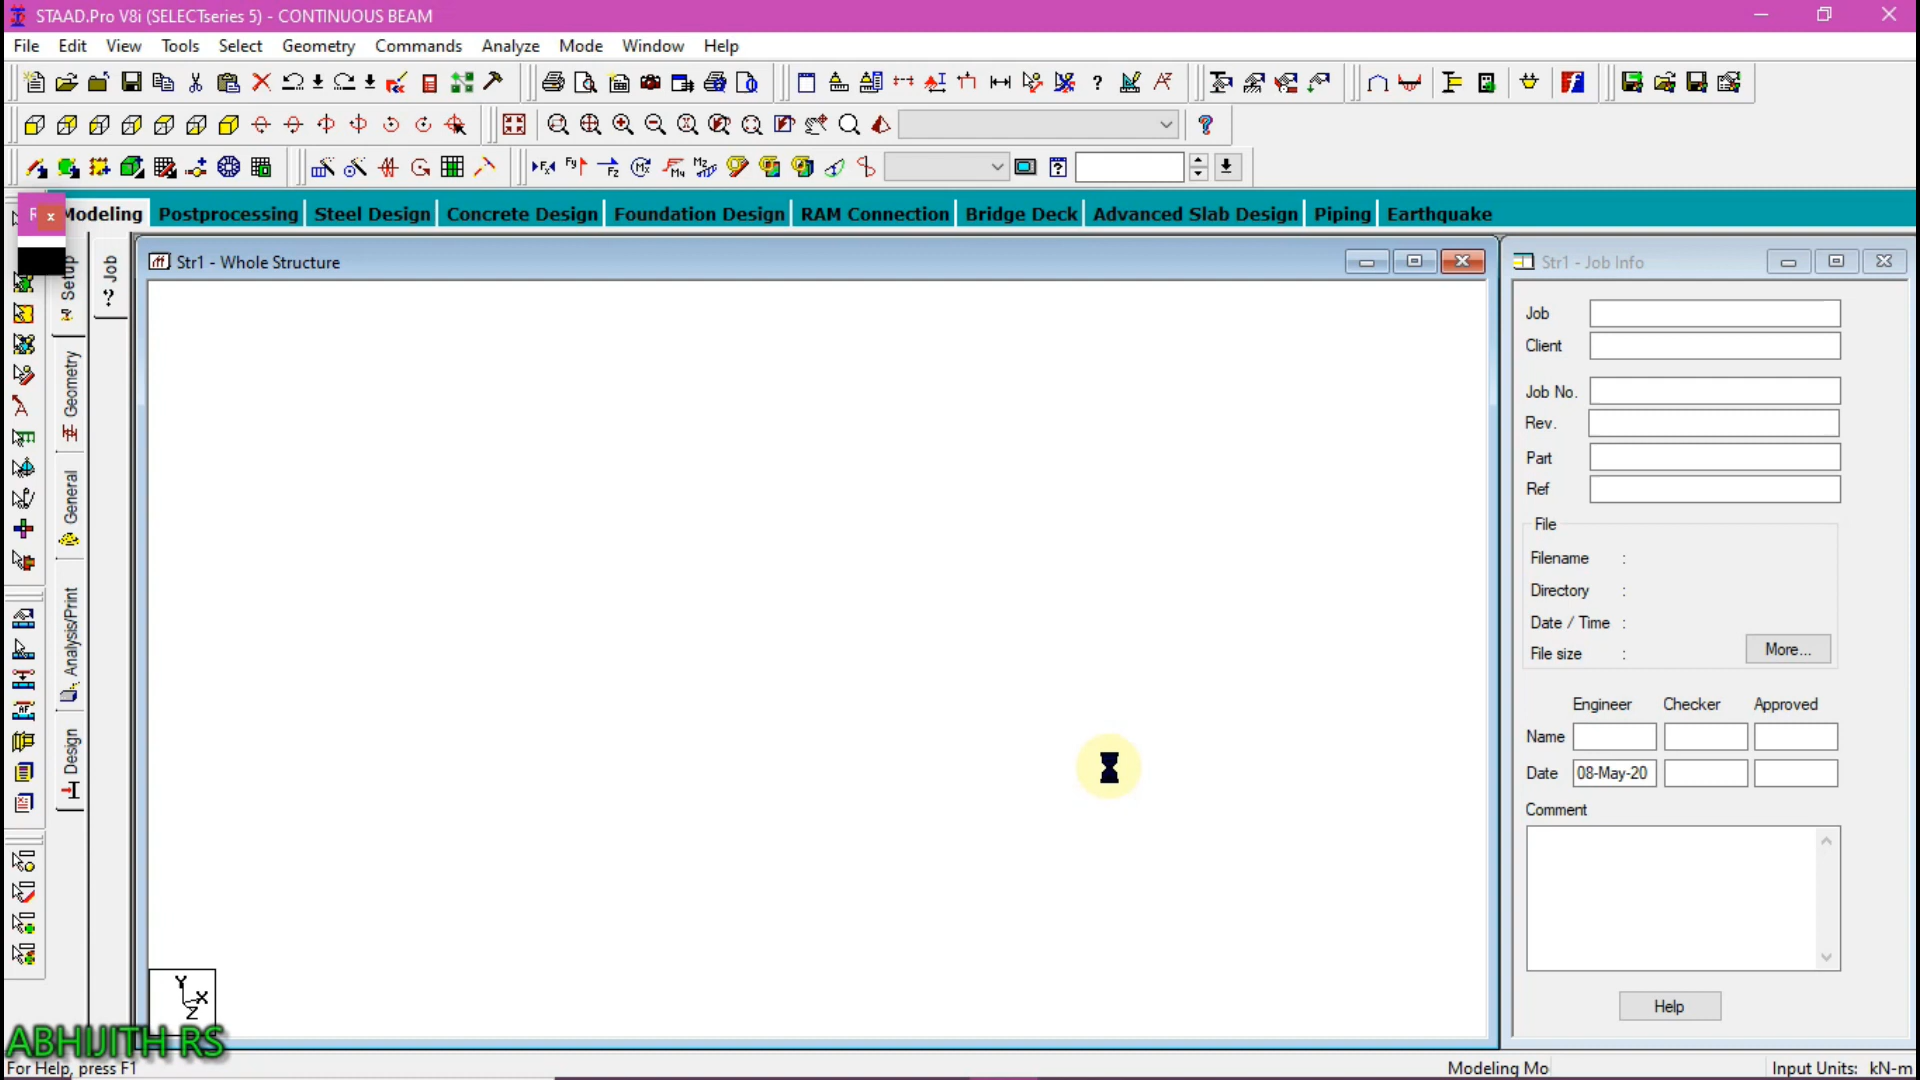 STAAD.Pro V8i (SELECTseries 5) - CONTINUOUS BEAM
File Edit View Tools Select Geometry Commands Analyze Mode Window Help
Modeling Postprocessing Steel Design Concrete Design Foundation Design RAM Connection Bridge Deck Advanced Slab Design Piping Earthquake
Setup
Geometry
General
Analysis/Print
Design
Job
Str1 - Whole Structure
Y
X
Z
Str1 - Job Info
Job
Client
Job No.
Rev.
Part
Ref
File
Filename :
Directory :
Date / Time :
File size :
More...
Engineer Checker Approved
Name
Date 08-May-20
Comment
Help
ABHIJITH RS
For Help, press F1
Modeling Mo
Input Units: kN-m